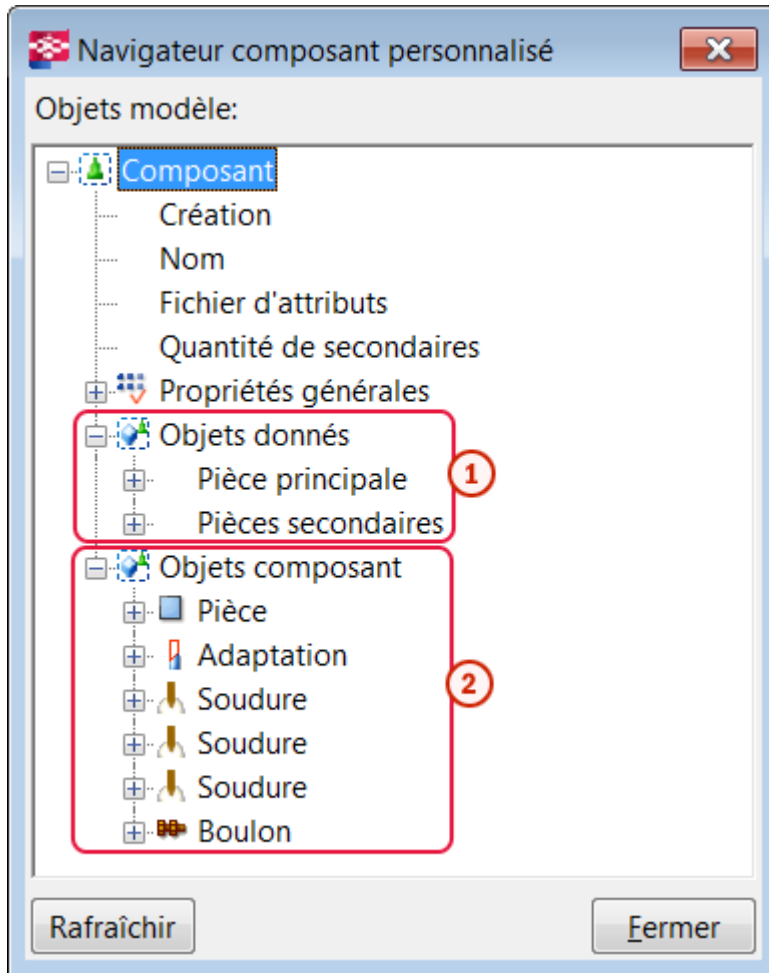 Navigateur composant personnalisé
Objets modèle:
Composant
Création
Nom
Fichier d'attributs
Quantité de secondaires
Propriétés générales
Objets donnés
Pièce principale
1
Pièces secondaires
Objets composant
Pièce
Adaptation
2
Soudure
Soudure
Soudure
Boulon
Rafraîchir
Fermer